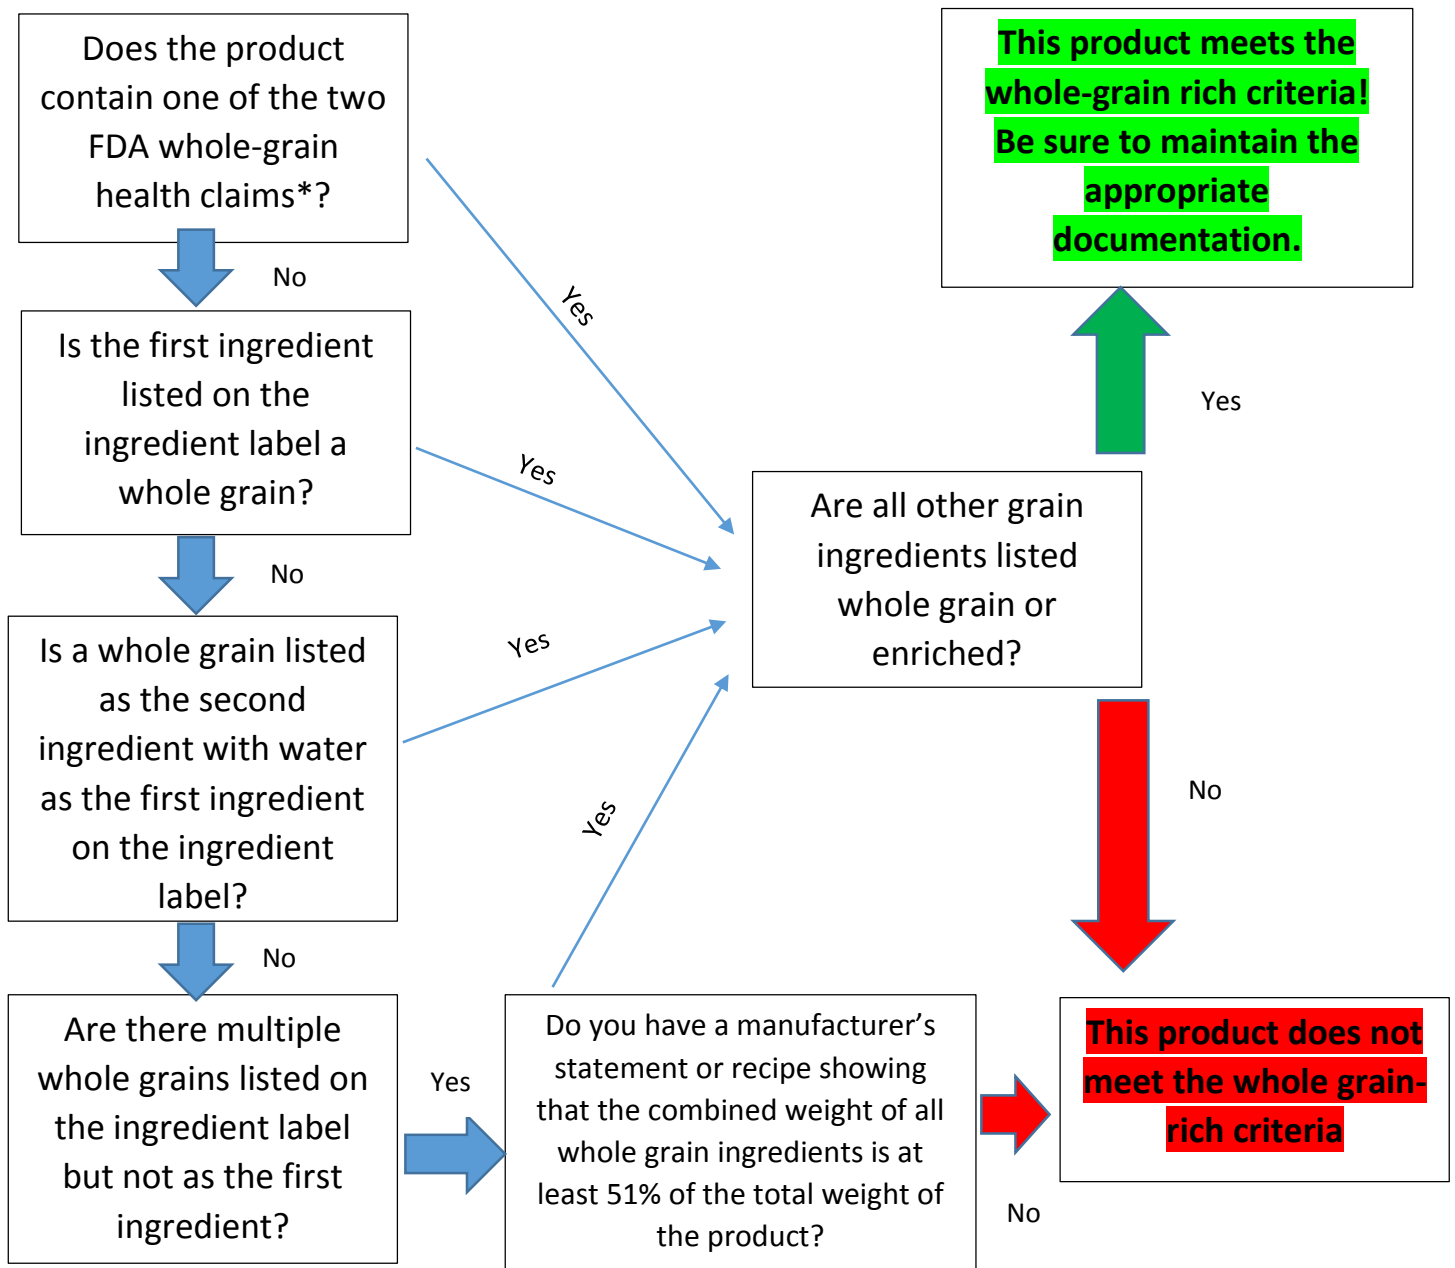 Does the product
contain one of the two
FDA whole-grain
health claims*?
No
Yes
Is the first ingredient
listed on the
ingredient label a
whole grain?
No
Yes
Is a whole grain listed
as the second
ingredient with water
as the first ingredient
on the ingredient
label?
No
Yes
Are there multiple
whole grains listed on
the ingredient label
but not as the first
ingredient?
Yes
Do you have a manufacturer’s
statement or recipe showing
that the combined weight of all
whole grain ingredients is at
least 51% of the total weight of
the product?
Yes
No
Are all other grain
ingredients listed
whole grain or
enriched?
Yes
This product meets the
whole-grain rich criteria!
Be sure to maintain the
appropriate
documentation.
No
This product does not
meet the whole grain-
rich criteria